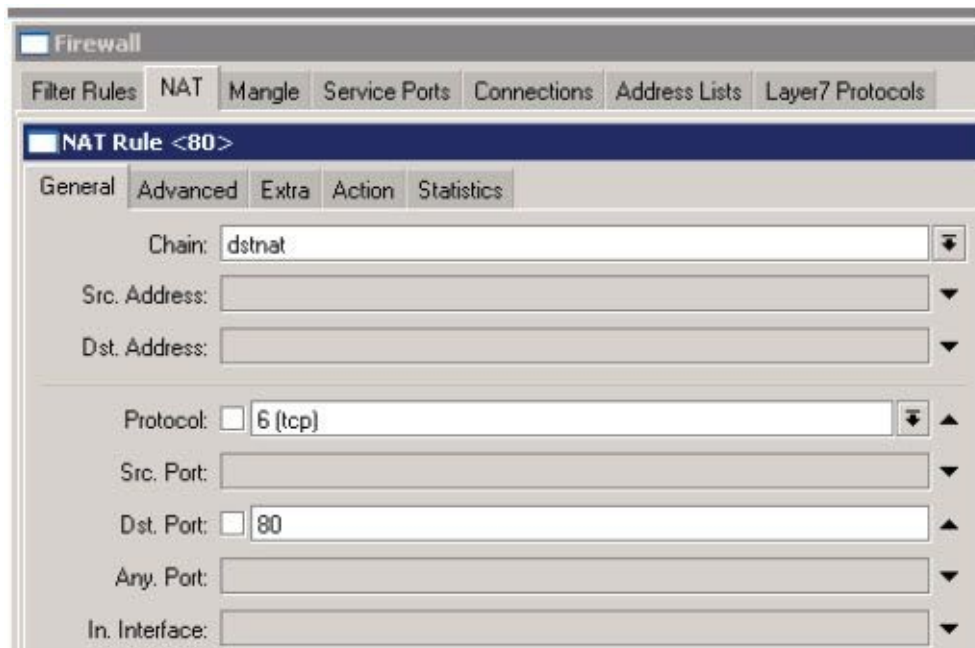 Firewall
Filter Rules NAT Mangle Service Ports Connections Address Lists Layer7 Protocols
NAT Rule <80>
General Advanced Extra Action Statistics
Chain: dstnat
Src. Address:
Dst. Address:
Protocol: 6 (tcp)
Src. Port:
Dst. Port: 80
Any. Port:
In. Interface: